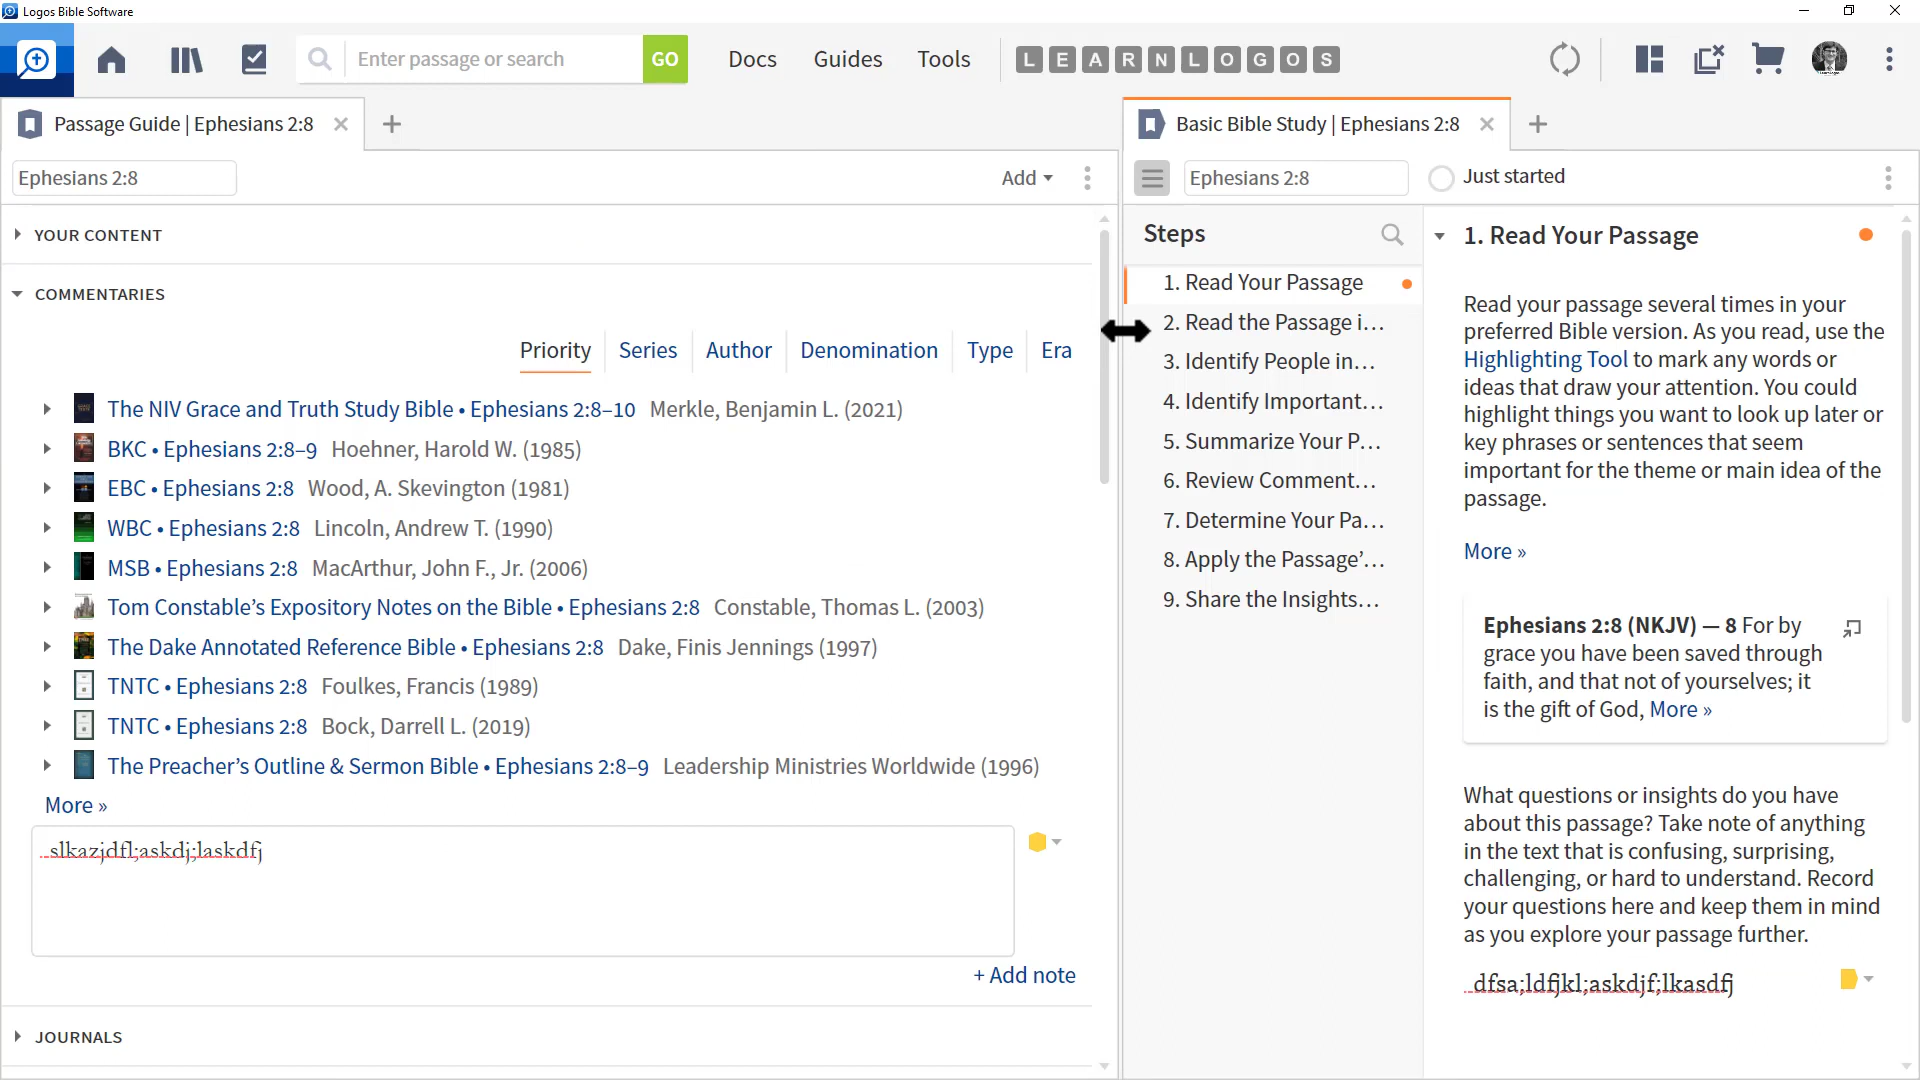 Logos Bible Software
Enter passage or search
GO
Docs
Guides
Tools
L E A R N L O G O S
Passage Guide | Ephesians 2:8
Ephesians 2:8
Add
YOUR CONTENT
COMMENTARIES
Priority
Series
Author
Denomination
Type
Era
The NIV Grace and Truth Study Bible • Ephesians 2:8–10 Merkle, Benjamin L. (2021)
BKC • Ephesians 2:8–9 Hoehner, Harold W. (1985)
EBC • Ephesians 2:8 Wood, A. Skevington (1981)
WBC • Ephesians 2:8 Lincoln, Andrew T. (1990)
MSB • Ephesians 2:8 MacArthur, John F., Jr. (2006)
Tom Constable’s Expository Notes on the Bible • Ephesians 2:8 Constable, Thomas L. (2003)
The Dake Annotated Reference Bible • Ephesians 2:8 Dake, Finis Jennings (1997)
TNTC • Ephesians 2:8 Foulkes, Francis (1989)
TNTC • Ephesians 2:8 Bock, Darrell L. (2019)
The Preacher’s Outline & Sermon Bible • Ephesians 2:8–9 Leadership Ministries Worldwide (1996)
More »
slkazjdfl;askdj;laskdfj
+ Add note
JOURNALS
Basic Bible Study | Ephesians 2:8
Ephesians 2:8
Just started
Steps
1. Read Your Passage
2. Read the Passage i…
3. Identify People in…
4. Identify Important…
5. Summarize Your P…
6. Review Comment…
7. Determine Your Pa…
8. Apply the Passage’…
9. Share the Insights…
1. Read Your Passage
Read your passage several times in your
preferred Bible version. As you read, use the
Highlighting Tool to mark any words or
ideas that draw your attention. You could
highlight things you want to look up later or
key phrases or sentences that seem
important for the theme or main idea of the
passage.
More »
Ephesians 2:8 (NKJV) — 8 For by
grace you have been saved through
faith, and that not of yourselves; it
is the gift of God, More »
What questions or insights do you have
about this passage? Take note of anything
in the text that is confusing, surprising,
challenging, or hard to understand. Record
your questions here and keep them in mind
as you explore your passage further.
dfsa;ldfjkl;askdjf;lkasdfj